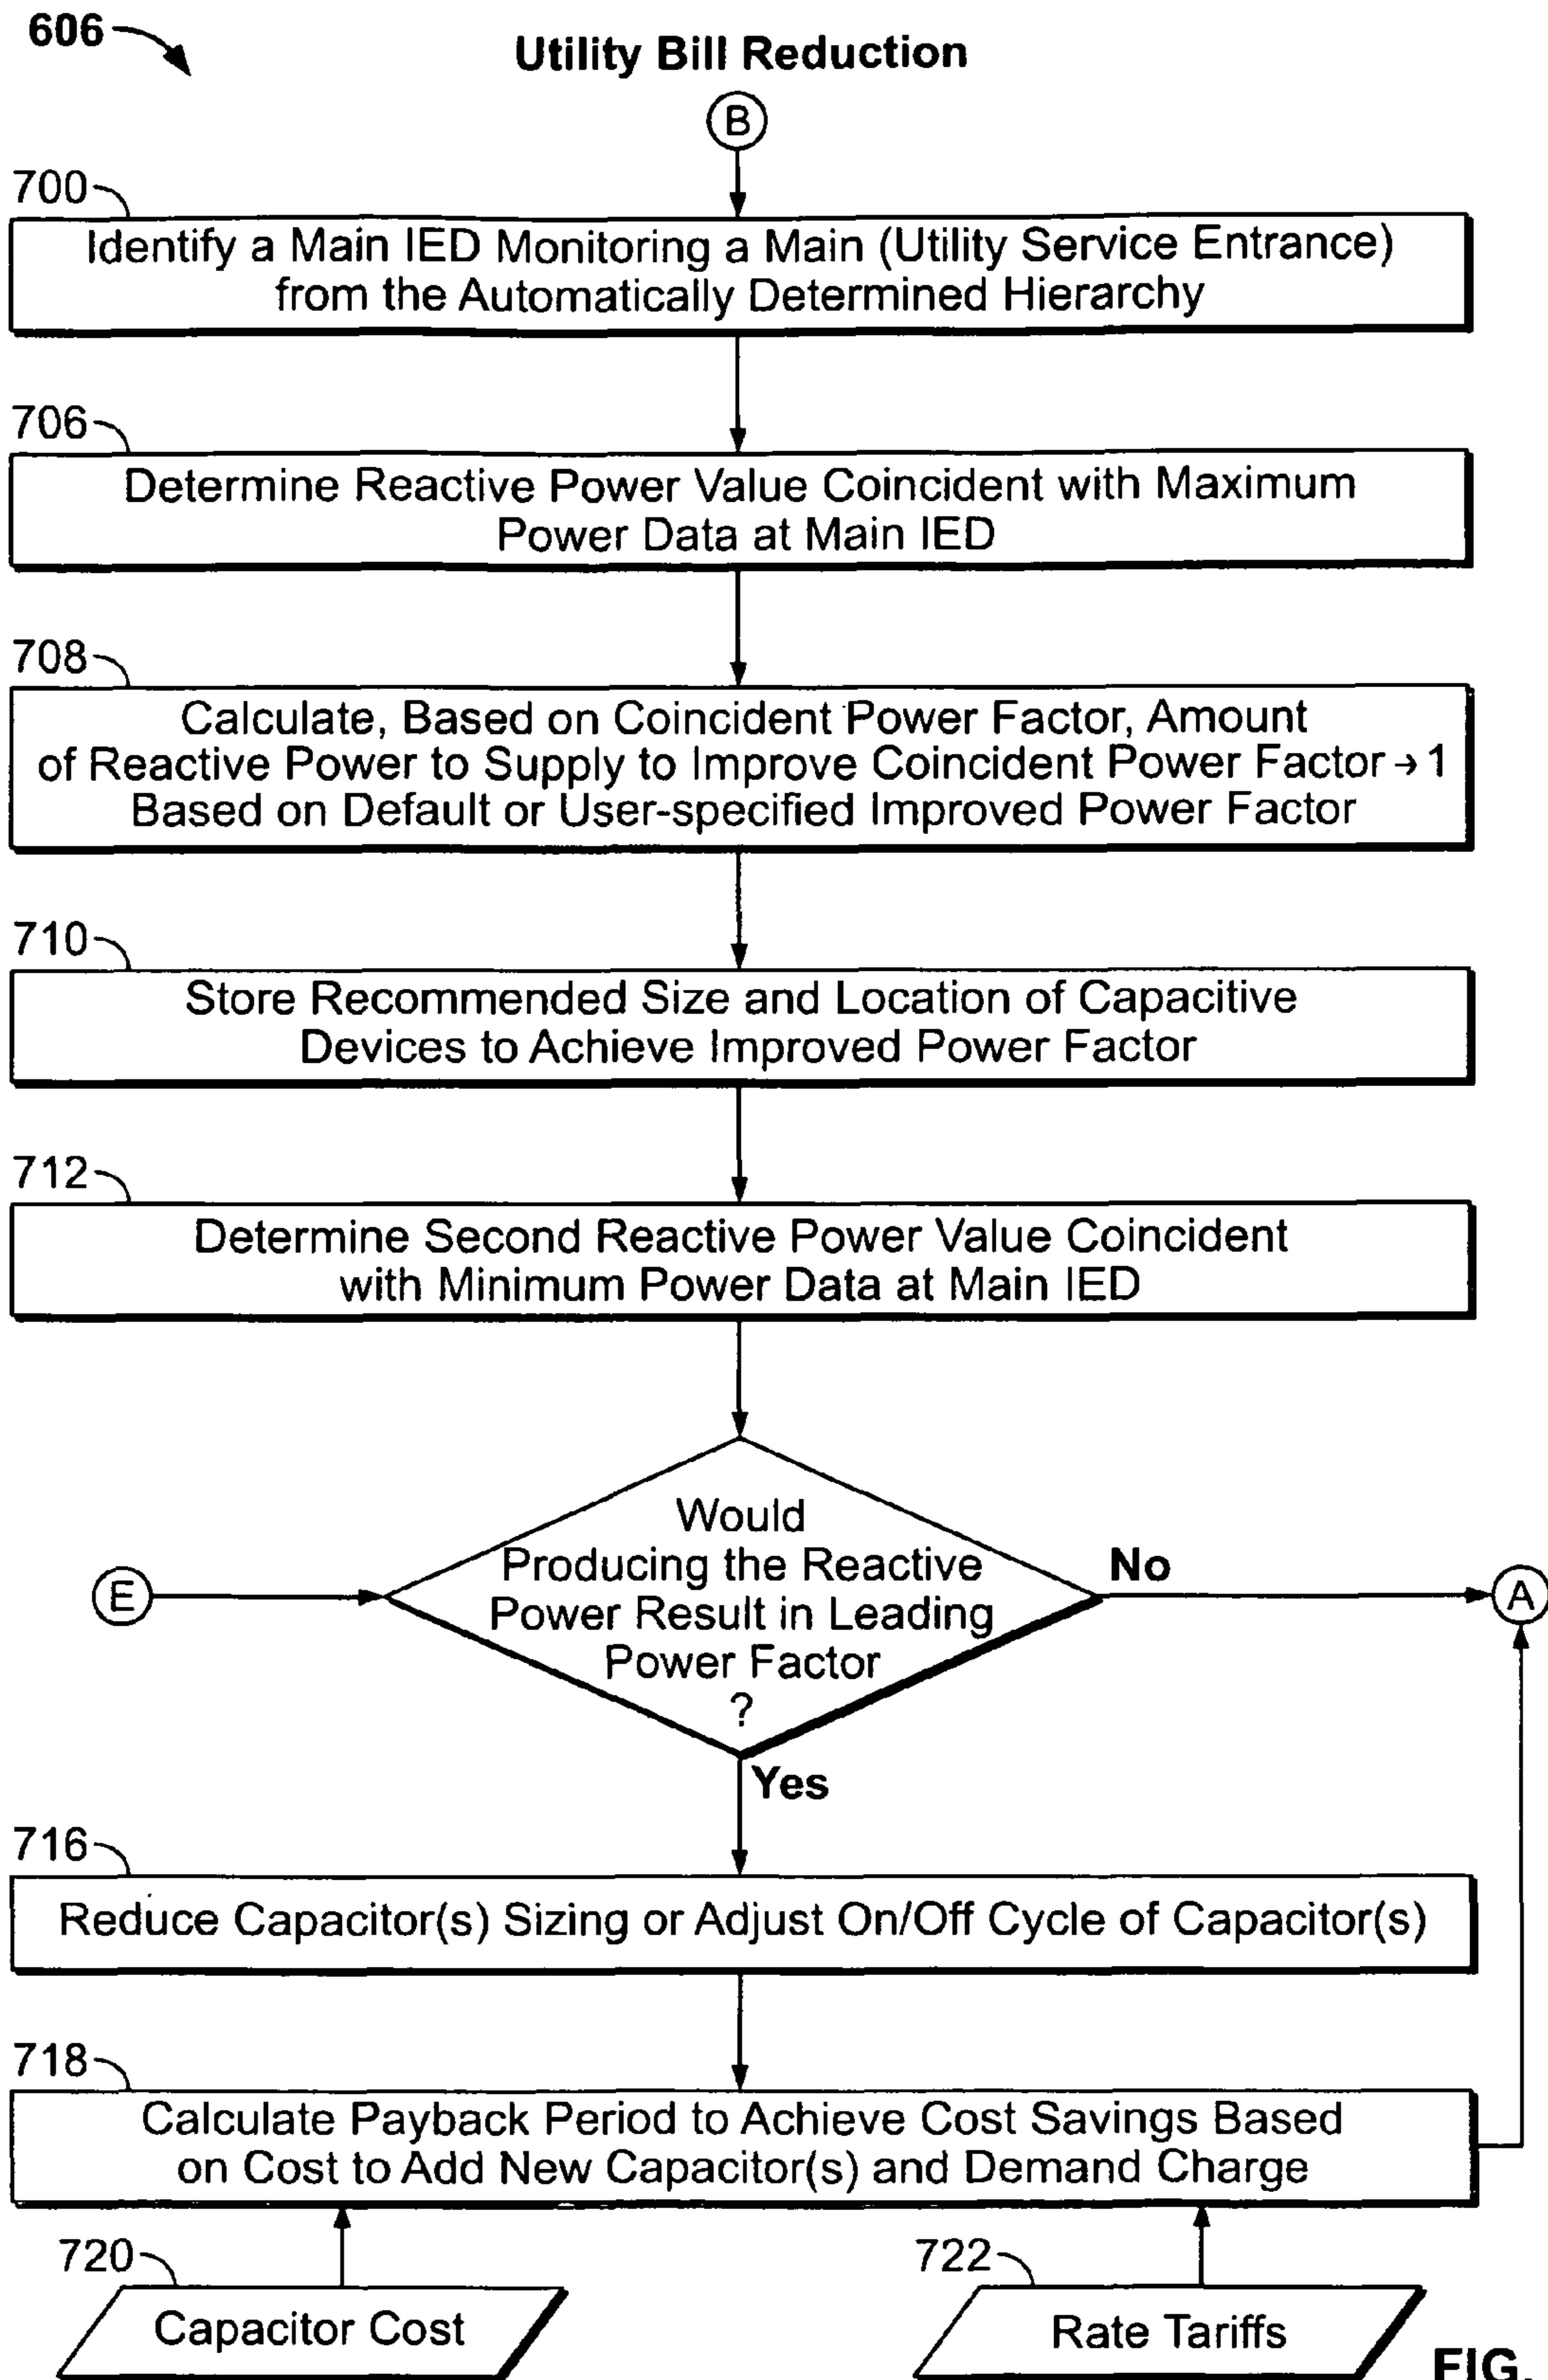 606
Utility Bill Reduction
B
700
Identify a Main IED Monitoring a Main (Utility Service Entrance)
from the Automatically Determined Hierarchy
706
Determine Reactive Power Value Coincident with Maximum
Power Data at Main IED
708
Calculate, Based on Coincident Power Factor, Amount
of Reactive Power to Supply to Improve Coincident Power Factor → 1
Based on Default or User-specified Improved Power Factor
710
Store Recommended Size and Location of Capacitive
Devices to Achieve Improved Power Factor
712
Determine Second Reactive Power Value Coincident
with Minimum Power Data at Main IED
Would
Producing the Reactive
Power Result in Leading
Power Factor
?
E
No
A
Yes
716
Reduce Capacitor(s) Sizing or Adjust On/Off Cycle of Capacitor(s)
718
Calculate Payback Period to Achieve Cost Savings Based
on Cost to Add New Capacitor(s) and Demand Charge
720
Capacitor Cost
722
Rate Tariffs
FIG.